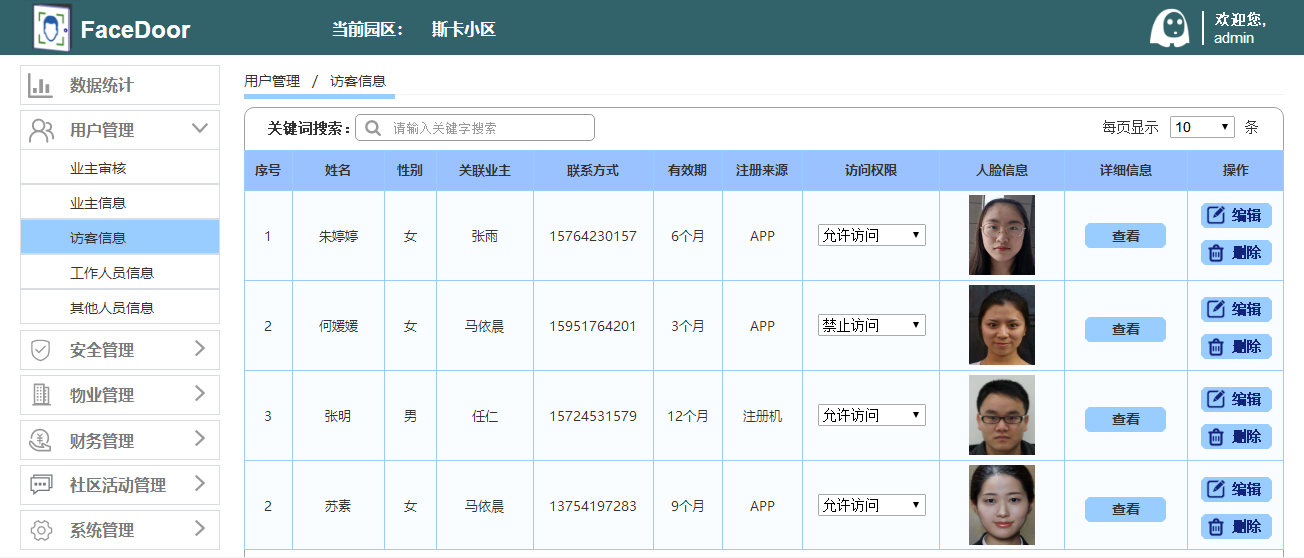 FaceDoor 当前园区： 斯卡小区 欢迎您,
admin
数据统计
用户管理
业主审核
业主信息
访客信息
工作人员信息
其他人员信息
安全管理
物业管理
财务管理
社区活动管理
系统管理
用户管理 / 访客信息
关键词搜索： 请输入关键字搜索 每页显示 10 条
序号 姓名 性别 关联业主 联系方式 有效期 注册来源 访问权限 人脸信息 详细信息 操作
1 朱婷婷 女 张雨 15764230157 6个月 APP 允许访问 查看 编辑
删除
2 何媛媛 女 马依晨 15951764201 3个月 APP 禁止访问 查看 编辑
删除
3 张明 男 任仁 15724531579 12个月 注册机 允许访问 查看 编辑
删除
2 苏素 女 马依晨 13754197283 9个月 APP 允许访问 查看 编辑
删除